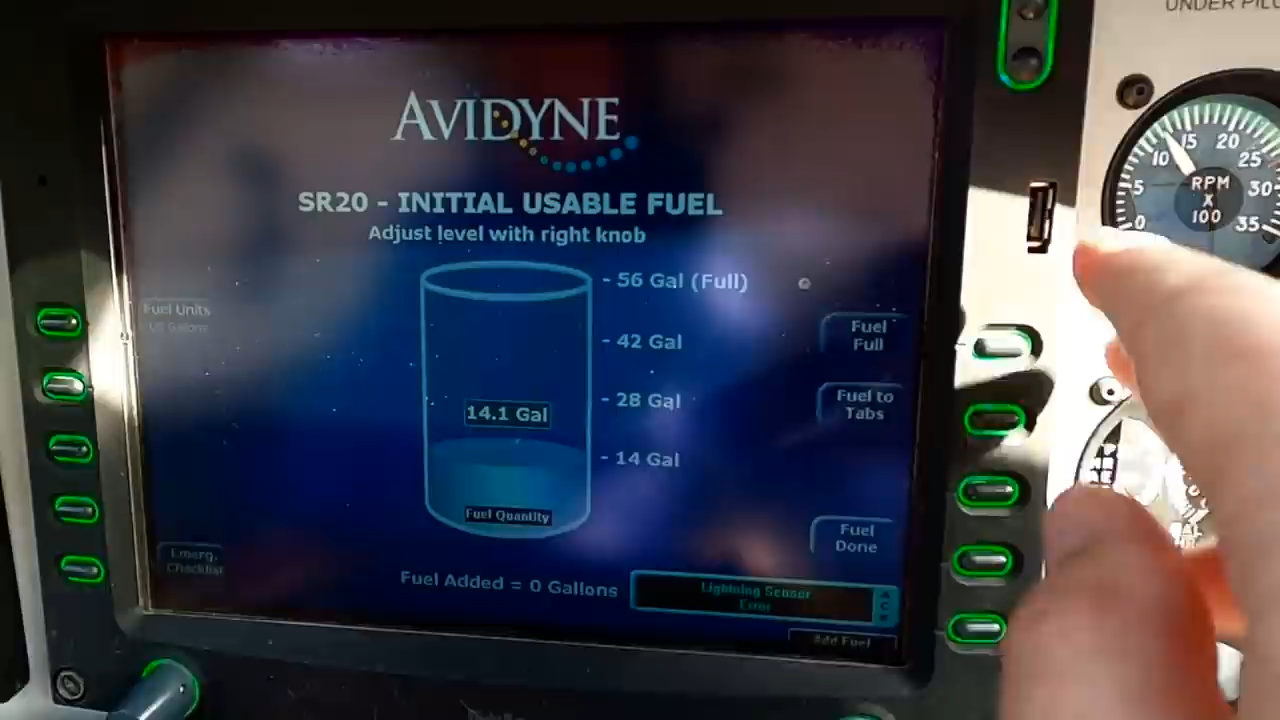 UNDER PILO
AVIDYNE
SR20 - INITIAL USABLE FUEL
Adjust level with right knob
- 56 Gal (Full)
- 42 Gal
- 28 Gal
- 14 Gal
14.1 Gal
Fuel Quantity
Fuel Units
US Gallons
Emerg.
Checklist
Fuel
Full
Fuel to
Tabs
Fuel
Done
Fuel Added = 0 Gallons
Lightning Sensor
Error
ACK
Add Fuel
0
5
10
15
20
25
30
35
RPM
X
100